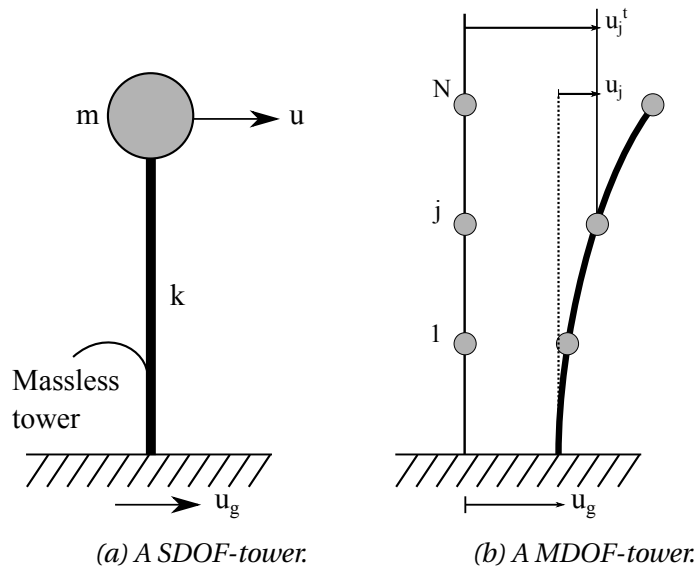 m
u
k
Massless
tower
u_g
(a) A SDOF-tower.
u_j^t
N
u_j
j
1
u_g
(b) A MDOF-tower.